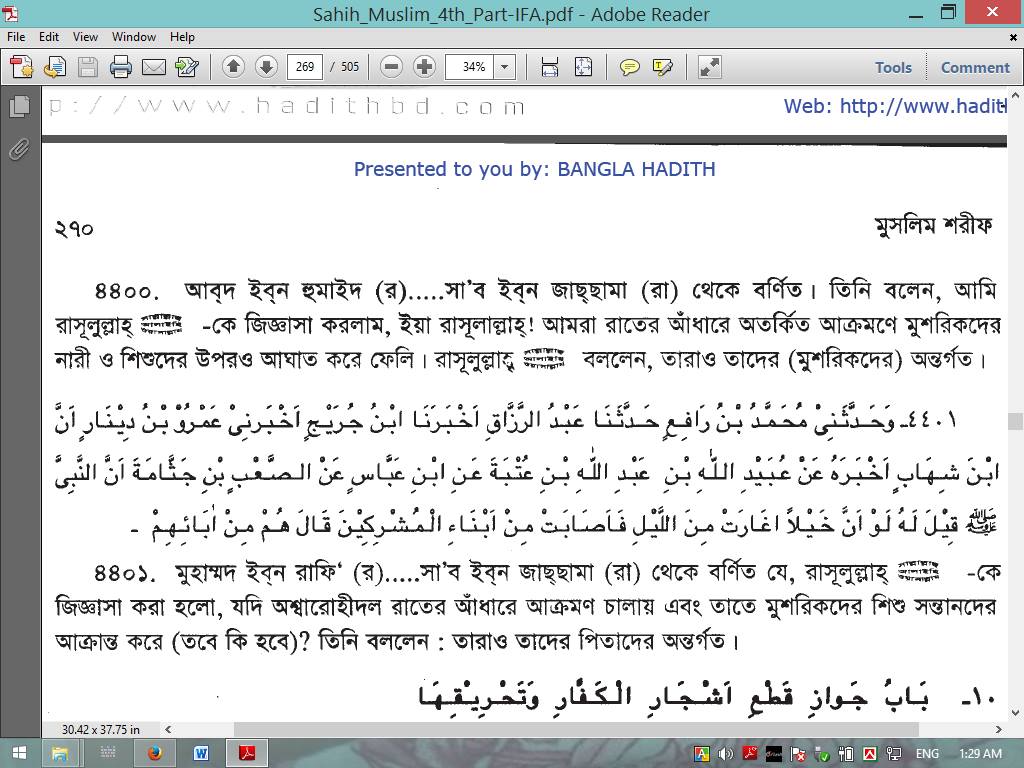 Sahih_Muslim_4th_Part-IFA.pdf - Adobe Reader
File Edit View Window Help
269 / 505 34% Tools Comment
p://www.hadithbd.com Web: http://www.hadith
Presented to you by: BANGLA HADITH
২৭০ মুসলিম শরীফ
৪৪০০. আব্দ ইব্ন হুমাইদ (র).....সা'ব ইব্ন জাছ্ছামা (রা) থেকে বর্ণিত। তিনি বলেন, আমি
রাসূলুল্লাহ্ -কে জিজ্ঞাসা করলাম, ইয়া রাসূলাল্লাহ্! আমরা রাতের আঁধারে অতর্কিত আক্রমণে মুশরিকদের
নারী ও শিশুদের উপরও আঘাত করে ফেলি। রাসূলুল্লাহ্ বললেন, তারাও তাদের (মুশরিকদের) অন্তর্গত।
٤٤٠١ـ وَحَدَّثَنِىْ مُحَمَّدُ بْنُ رَافِعٍ حَدَّثَنَا عَبْدُ الرَّزَّاقِ اَخْبَرَنَا ابْنُ جُرَيْجٍ اَخْبَرنِىْ عَمْرُوْ بْنُ دِيْنَارٍ اَنَّ
ابْنَ شِهَابٍ اَخْبَرَهُ عَنْ عُبَيْدِ اللّٰهِ بْنِ عَبْدِ اللّٰهِ بْنِ عُتْبَةَ عَنِ ابْنِ عَبَّاسٍ عَنْ الصَّعْبِ بْنِ جَثَّامَةَ اَنَّ النَّبِىَّ
ﷺ قِيْلَ لَهُ لَوْ اَنَّ خَيْلاً اغَارَتْ مِنَ اللَّيْلِ فَاَصَابَتْ مِنْ اَبْنَاءِ الْمُشْرِكِيْنَ قَالَ هُمْ مِنْ اٰبَائِهِمْ ـ
৪৪০১. মুহাম্মদ ইব্ন রাফি‘ (র).....সা'ব ইব্ন জাছ্ছামা (রা) থেকে বর্ণিত যে, রাসূলুল্লাহ্ -কে
জিজ্ঞাসা করা হলো, যদি অশ্বারোহীদল রাতের আঁধারে আক্রমণ চালায় এবং তাতে মুশরিকদের শিশু সন্তানদের
আক্রান্ত করে (তবে কি হবে)? তিনি বললেন : তারাও তাদের পিতাদের অন্তর্গত।
١٠ـ بَابُ جَوَازِ قَطْعِ اَشْجَارِ الْكَفَّارِ وَتَحْرِيْقِهَا
30.42 x 37.75 in
ENG 1:29 AM